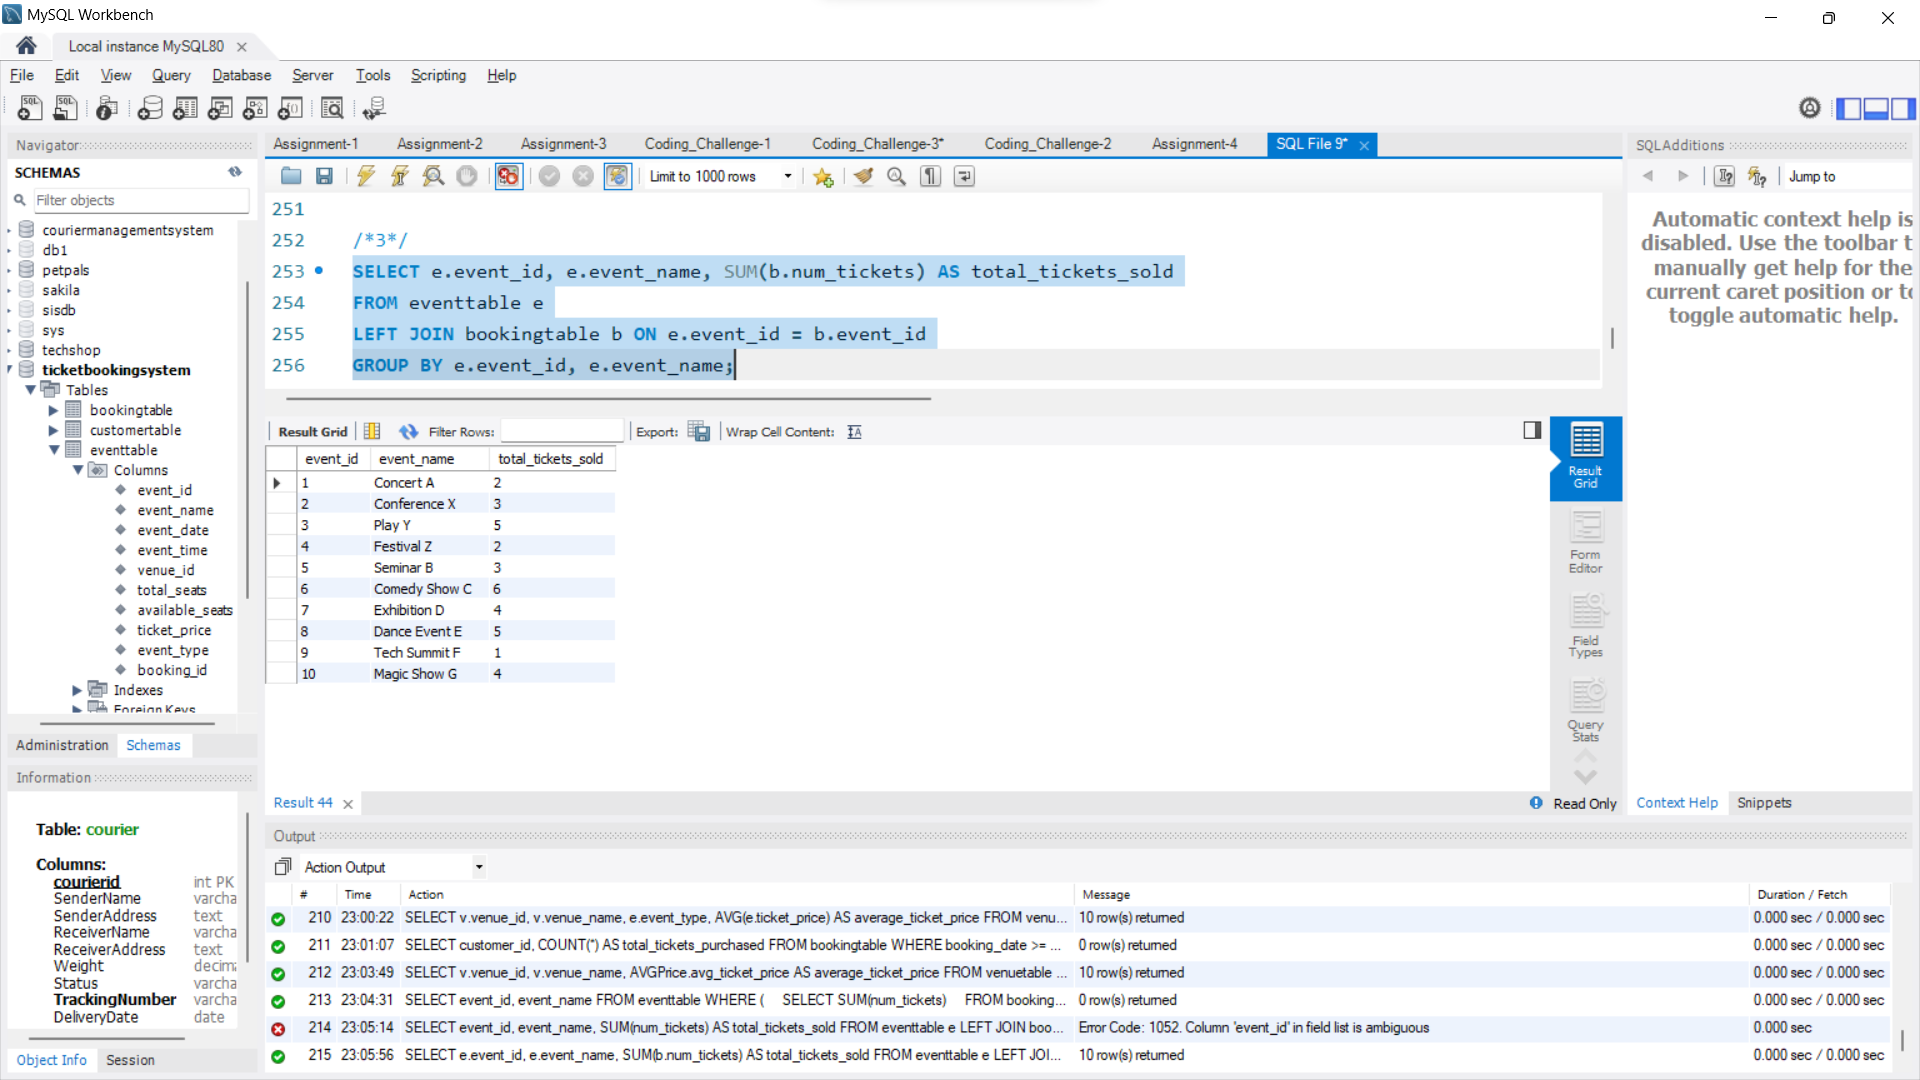 MySQL Workbench
Local instance MySQL80
File Edit View Query Database Server Tools Scripting Help
Navigator
SCHEMAS
Filter objects
couriermanagementsystem
db1
petpals
sakila
sisdb
sys
techshop
ticketbookingsystem
Tables
bookingtable
customertable
eventtable
Columns
event_id
event_name
event_date
event_time
venue_id
total_seats
available_seats
ticket_price
event_type
booking_id
Indexes
Foreign Keys
Administration Schemas
Information
Table: courier
Columns:
courierid int PK
SenderName varcha
SenderAddress text
ReceiverName varcha
ReceiverAddress text
Weight decima
Status varcha
TrackingNumber varcha
DeliveryDate date
Object Info Session
Assignment-1 Assignment-2 Assignment-3 Coding_Challenge-1 Coding_Challenge-3* Coding_Challenge-2 Assignment-4 SQL File 9*
Limit to 1000 rows
251
252 /*3*/
253 SELECT e.event_id, e.event_name, SUM(b.num_tickets) AS total_tickets_sold
254 FROM eventtable e
255 LEFT JOIN bookingtable b ON e.event_id = b.event_id
256 GROUP BY e.event_id, e.event_name;
Result Grid Filter Rows: Export: Wrap Cell Content:
event_id event_name total_tickets_sold
1 Concert A 2
2 Conference X 3
3 Play Y 5
4 Festival Z 2
5 Seminar B 3
6 Comedy Show C 6
7 Exhibition D 4
8 Dance Event E 5
9 Tech Summit F 1
10 Magic Show G 4
Result Grid
Form Editor
Field Types
Query Stats
Result 44
Read Only
SQLAdditions
Jump to
Automatic context help is
disabled. Use the toolbar t
manually get help for the
current caret position or to
toggle automatic help.
Context Help Snippets
Output
Action Output
# Time Action Message Duration / Fetch
210 23:00:22 SELECT v.venue_id, v.venue_name, e.event_type, AVG(e.ticket_price) AS average_ticket_price FROM venu... 10 row(s) returned 0.000 sec / 0.000 sec
211 23:01:07 SELECT customer_id, COUNT(*) AS total_tickets_purchased FROM bookingtable WHERE booking_date >= ... 0 row(s) returned 0.000 sec / 0.000 sec
212 23:03:49 SELECT v.venue_id, v.venue_name, AVGPrice.avg_ticket_price AS average_ticket_price FROM venuetable ... 10 row(s) returned 0.000 sec / 0.000 sec
213 23:04:31 SELECT event_id, event_name FROM eventtable WHERE ( SELECT SUM(num_tickets) FROM booking... 0 row(s) returned 0.000 sec / 0.000 sec
214 23:05:14 SELECT event_id, event_name, SUM(num_tickets) AS total_tickets_sold FROM eventtable e LEFT JOIN boo... Error Code: 1052. Column 'event_id' in field list is ambiguous 0.000 sec
215 23:05:56 SELECT e.event_id, e.event_name, SUM(b.num_tickets) AS total_tickets_sold FROM eventtable e LEFT JOI... 10 row(s) returned 0.000 sec / 0.000 sec